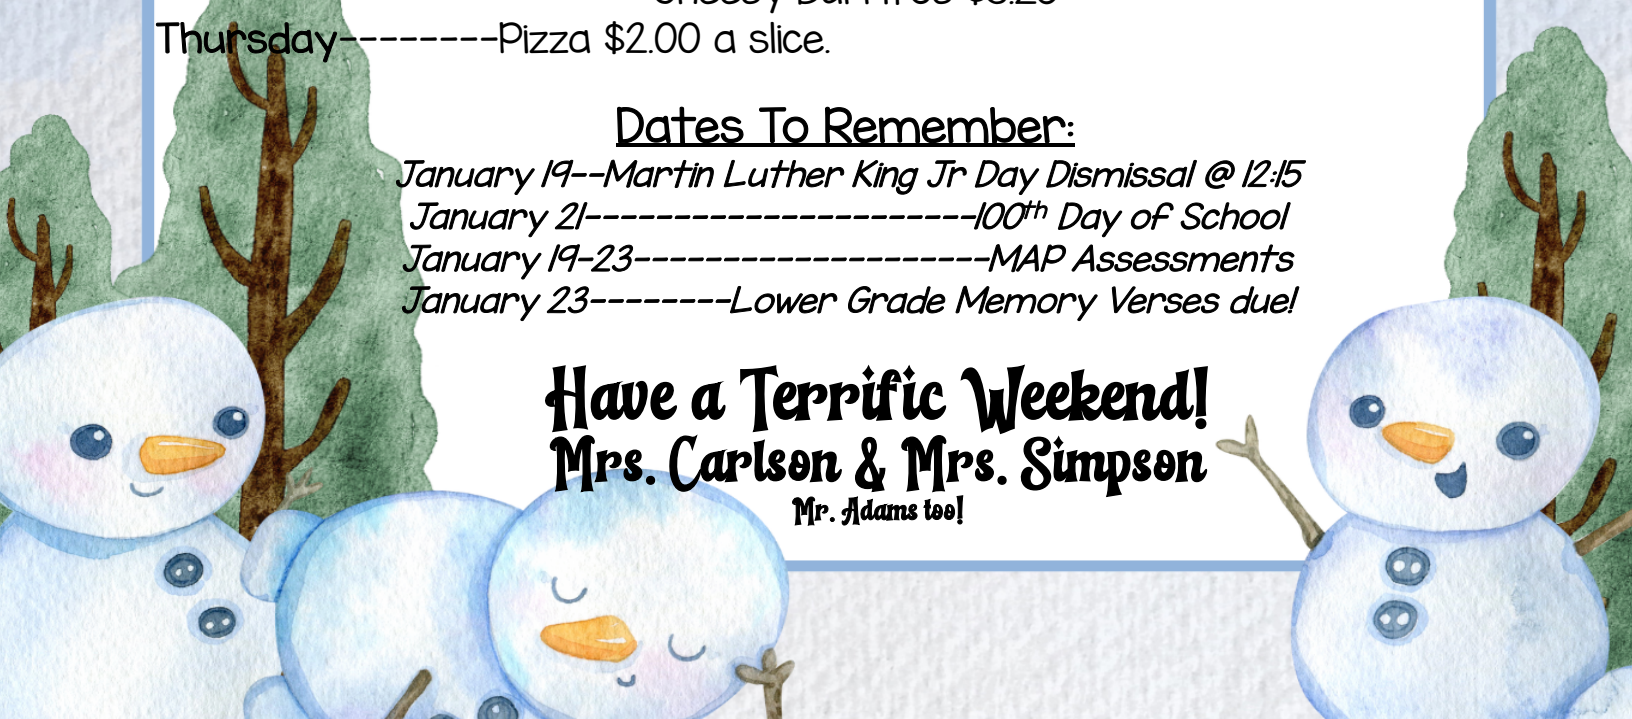 Thursday--------Pizza $2.00 a slice.
Dates To Remember:
January 19--Martin Luther King Jr Day Dismissal @ 12:15
January 21----------------------100th Day of School
January 19-23--------------------MAP Assessments
January 23--------Lower Grade Memory Verses due!
Have a Terrific Weekend!
Mrs. Carlson & Mrs. Simpson
Mr. Adams too!